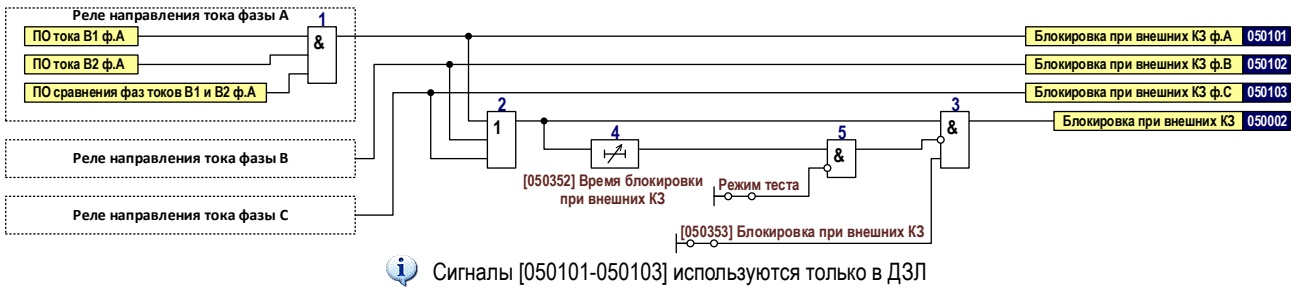 Реле направления тока фазы А
1
ПО тока В1 ф.А
&
Блокировка при внешних КЗ ф.А 050101
ПО тока В2 ф.А
Блокировка при внешних КЗ ф.В 050102
ПО сравнения фаз токов В1 и В2 ф.А
Блокировка при внешних КЗ ф.С 050103
2
3
1
4
5
&
Блокировка при внешних КЗ 050002
&
Реле направления тока фазы В
[050352] Время блокировки
при внешних КЗ
Режим теста
Реле направления тока фазы С
[050353] Блокировка при внешних КЗ
i Сигналы [050101-050103] используются только в ДЗЛ